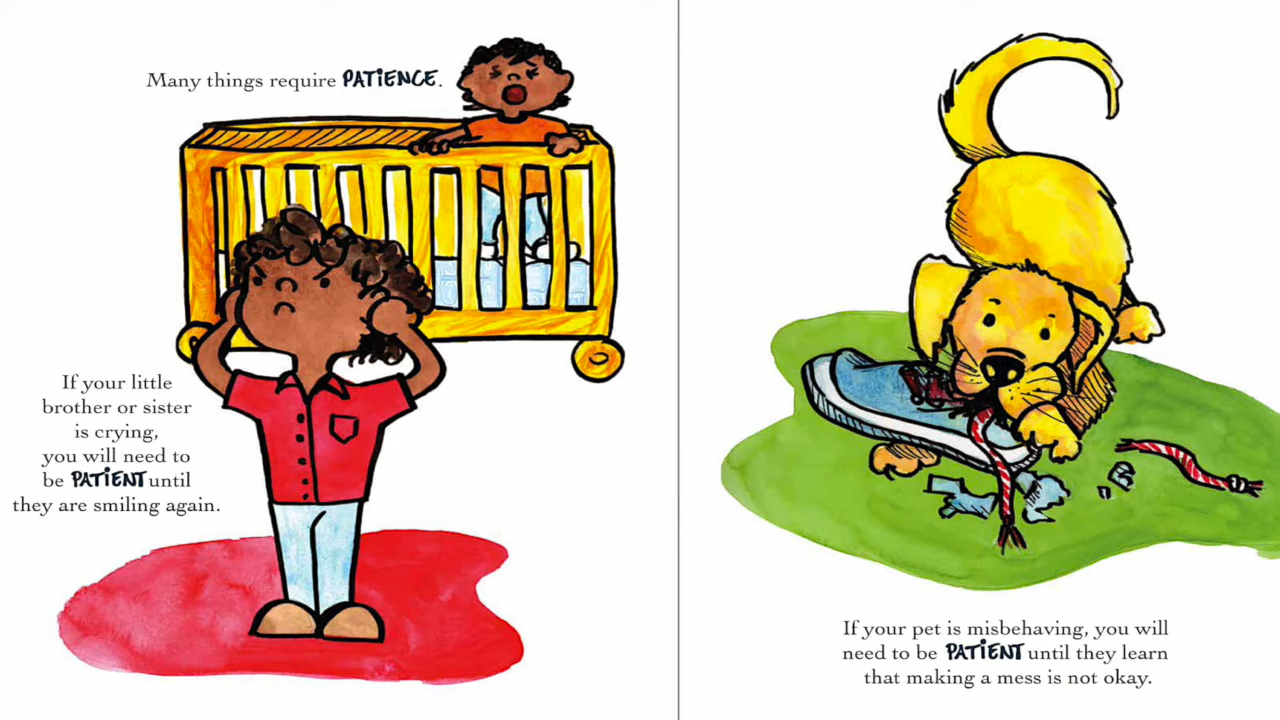 Many things require PATIENCE.
If your little
brother or sister
is crying,
you will need to
be PATIENT until
they are smiling again.
If your pet is misbehaving, you will
need to be PATIENT until they learn
that making a mess is not okay.